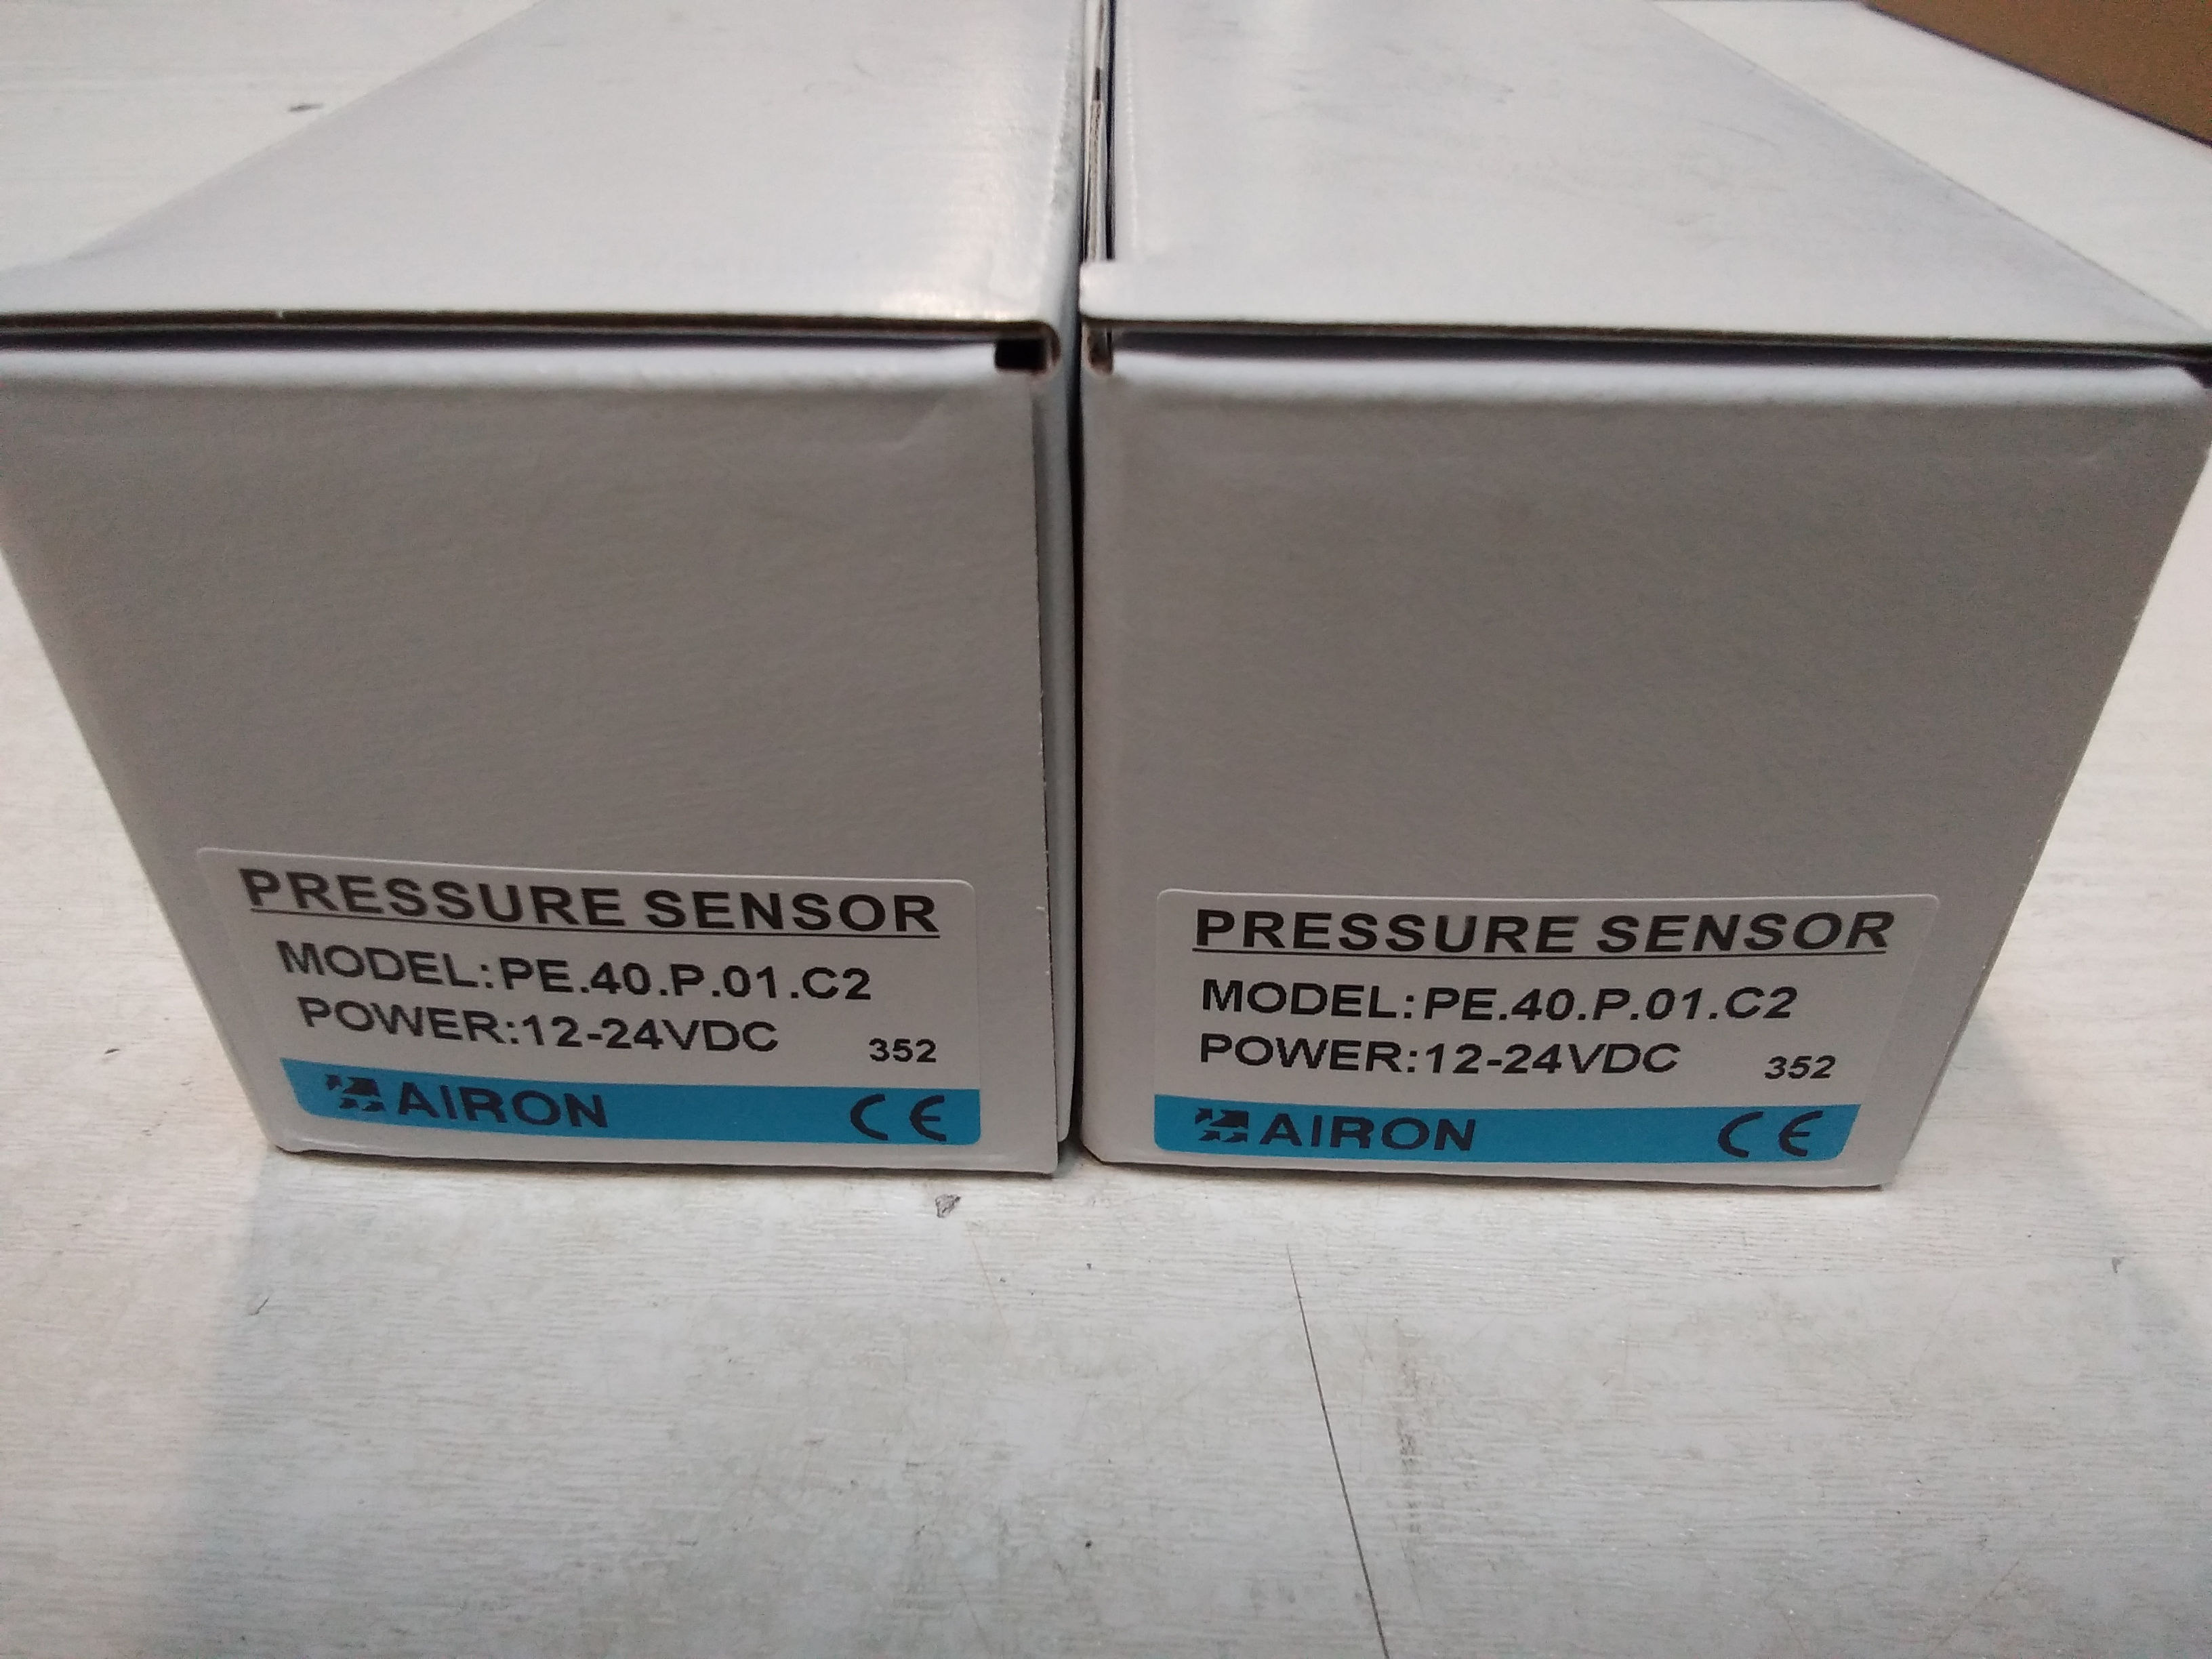 PRESSURE SENSOR
MODEL:PE.40.P.01.C2
POWER:12-24VDC 352
AIRON CE
PRESSURE SENSOR
MODEL:PE.40.P.01.C2
POWER:12-24VDC 352
AIRON CE